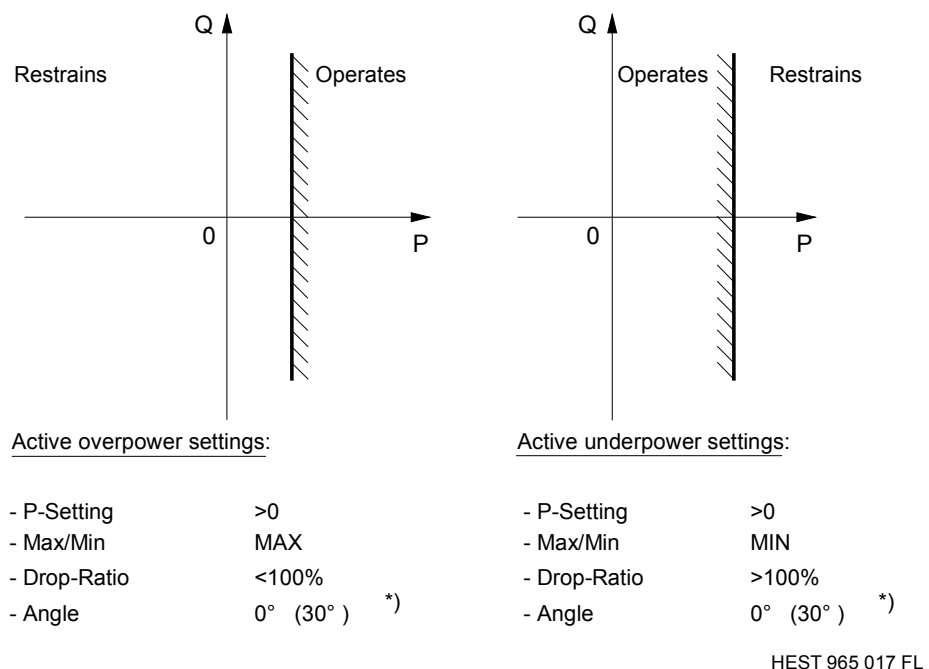 Q
Restrains
Operates
0
P
Active overpower settings:
- P-Setting >0
- Max/Min MAX
- Drop-Ratio <100%
- Angle 0° (30° ) *)
Q
Operates
Restrains
0
P
Active underpower settings:
- P-Setting >0
- Max/Min MIN
- Drop-Ratio >100%
- Angle 0° (30° ) *)
HEST 965 017 FL